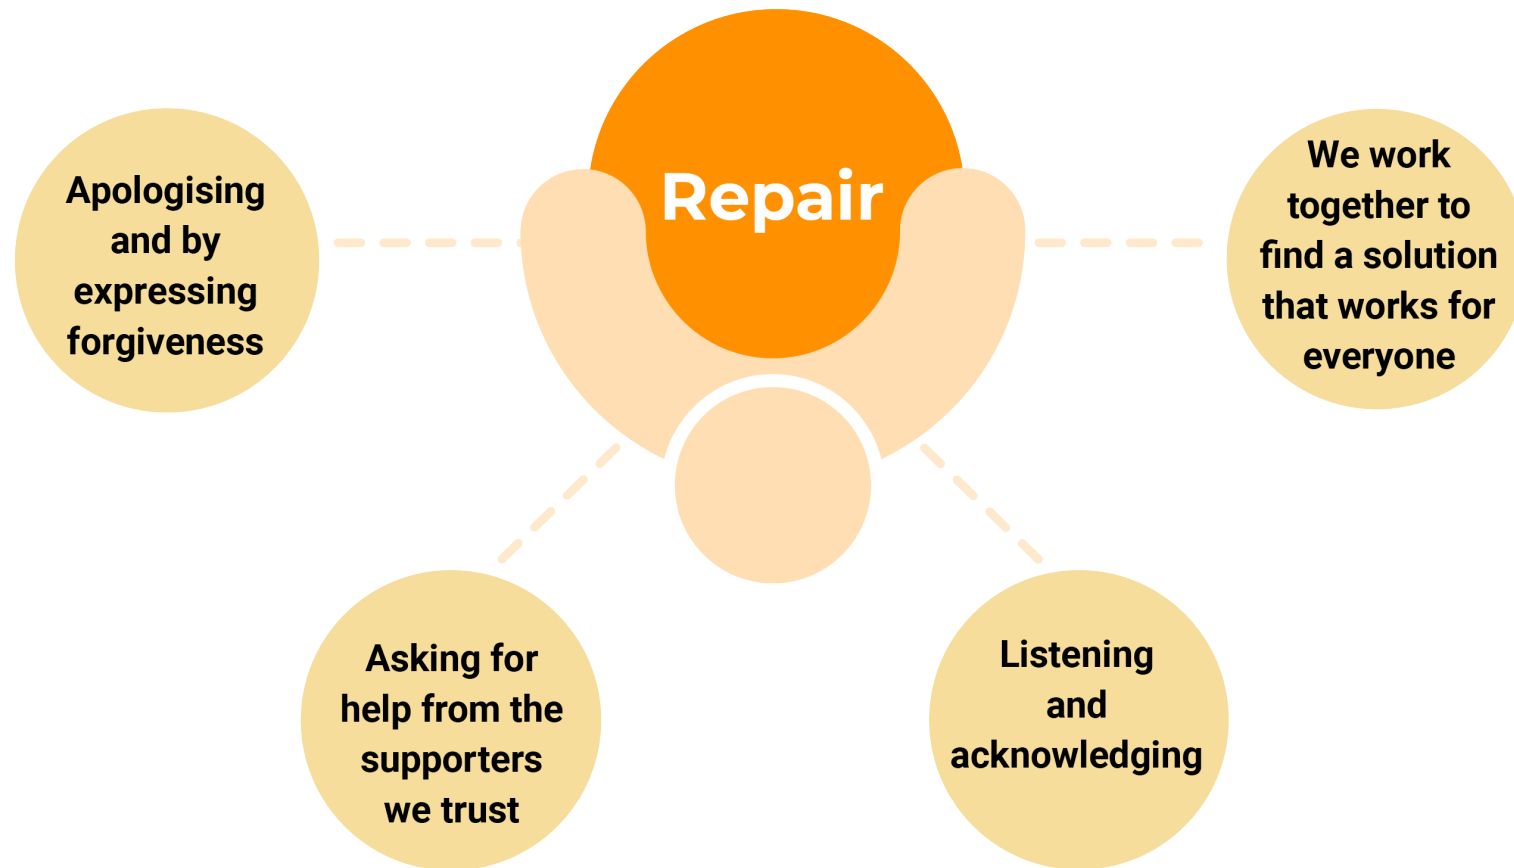 Repair
Apologising
and by
expressing
forgiveness
We work
together to
find a solution
that works for
everyone
Asking for
help from the
supporters
we trust
Listening
and
acknowledging